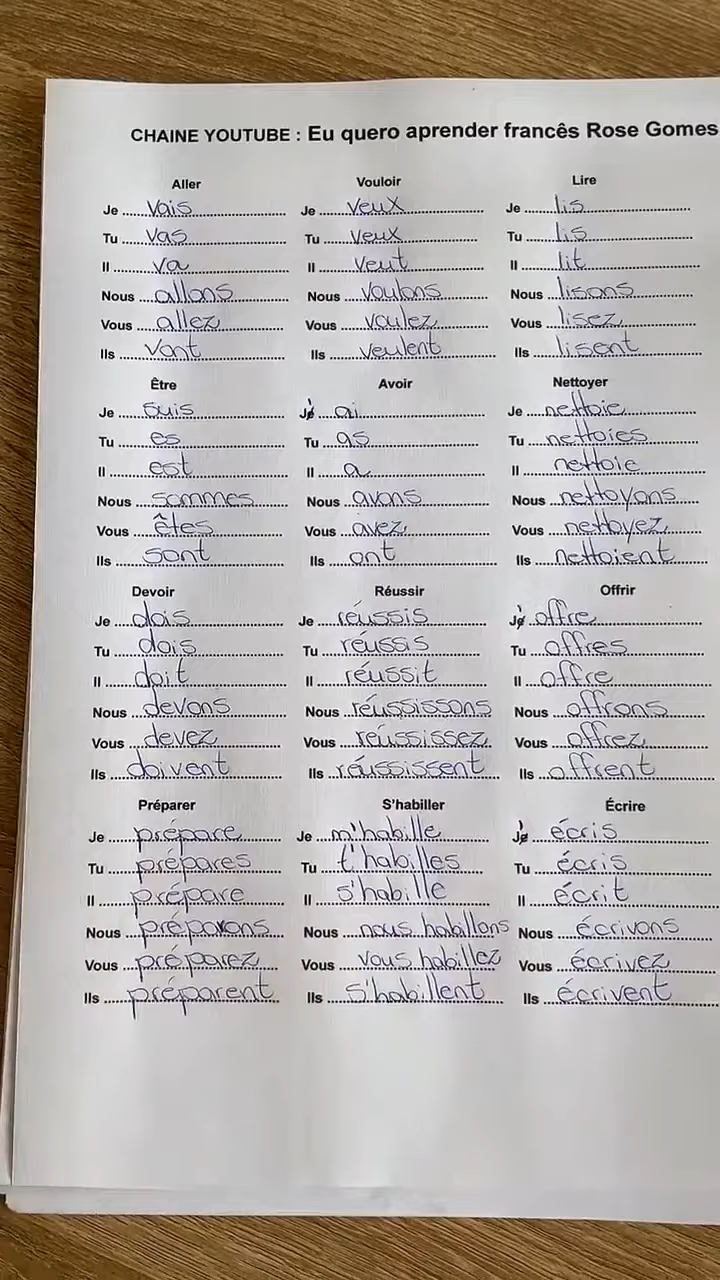 CHAINE YOUTUBE : Eu quero aprender francês Rose Gomes
Aller Vouloir Lire
Je vais Je veux Je lis
Tu vas Tu veux Tu lis
Il va Il veut Il lit
Nous allons Nous voulons Nous lisons
Vous allez Vous voulez Vous lisez
Ils vont Ils veulent Ils lisent
Être Avoir Nettoyer
Je suis J' ai Je nettoie
Tu es Tu as Tu nettoies
Il est Il a Il nettoie
Nous sommes Nous avons Nous nettoyons
Vous êtes Vous avez Vous nettoyez
Ils sont Ils ont Ils nettoient
Devoir Réussir Offrir
Je dois Je réussis J' offre
Tu dois Tu réussis Tu offres
Il doit Il réussit Il offre
Nous devons Nous réussissons Nous offrons
Vous devez Vous réussissez Vous offrez
Ils doivent Ils réussissent Ils offrent
Préparer S'habiller Écrire
Je prépare Je m'habille J' écris
Tu prépares Tu t'habilles Tu écris
Il prépare Il s'habille Il écrit
Nous préparons Nous nous habillons Nous écrivons
Vous préparez Vous vous habillez Vous écrivez
Ils préparent Ils s'habillent Ils écrivent